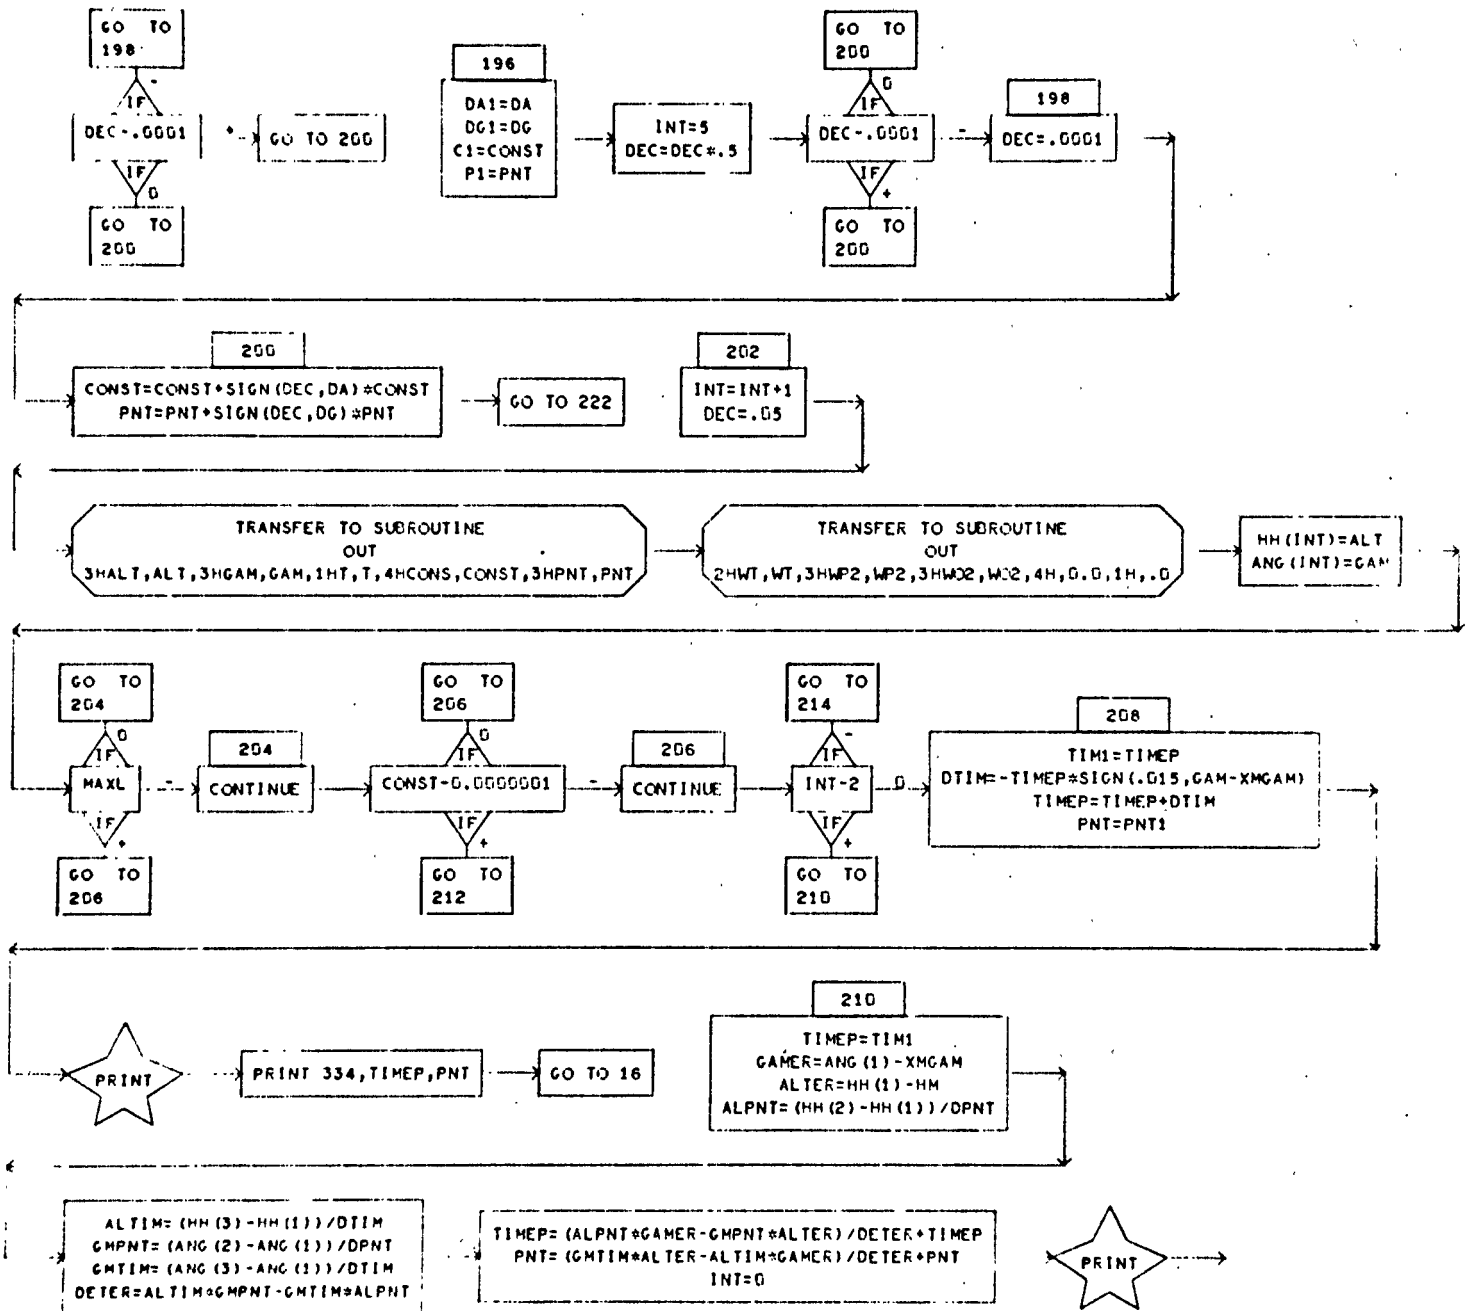 GO TO
198
-
IF
DEC-.0001
+
GO TO 200
IF
0
GO TO
200
196
DA1=DA
DG1=DG
C1=CONST
P1=PNT
INT=5
DEC=DEC*.5
GO TO
200
0
IF
DEC-.0001
-
IF
+
GO TO
200
198
DEC=.0001
200
CONST=CONST+SIGN(DEC,DA)*CONST
PNT=PNT+SIGN(DEC,DG)*PNT
GO TO 222
202
INT=INT+1
DEC=.05
TRANSFER TO SUBROUTINE
OUT
3HALT,ALT,3HGAM,GAM,1HT,T,4HCONS,CONST,3HPNT,PNT
TRANSFER TO SUBROUTINE
OUT
2HWT,WT,3HWP2,WP2,3HWO2,WO2,4H,0.0,1H,.0
HH(INT)=ALT
ANG(INT)=GAM
GO TO
204
0
IF
MAXL
-
IF
+
GO TO
206
204
CONTINUE
GO TO
206
0
IF
CONST-0.0000001
-
IF
+
GO TO
212
206
CONTINUE
GO TO
214
-
IF
INT-2
0
IF
+
GO TO
210
208
TIM1=TIMEP
DTIM=-TIMEP*SIGN(.015,GAM-XMGAM)
TIMEP=TIMEP+DTIM
PNT=PNT1
PRINT
PRINT 334,TIMEP,PNT
GO TO 16
210
TIMEP=TIM1
GAMER=ANG(1)-XMGAM
ALTER=HH(1)-HM
ALPNT=(HH(2)-HH(1))/DPNT
ALTIM=(HH(3)-HH(1))/DTIM
GMPNT=(ANG(2)-ANG(1))/DPNT
GMTIM=(ANG(3)-ANG(1))/DTIM
DETER=ALTIM*GMPNT-GMTIM*ALPNT
TIMEP=(ALPNT*GAMER-GMPNT*ALTER)/DETER+TIMEP
PNT=(GMTIM*ALTER-ALTIM*GAMER)/DETER+PNT
INT=0
PRINT